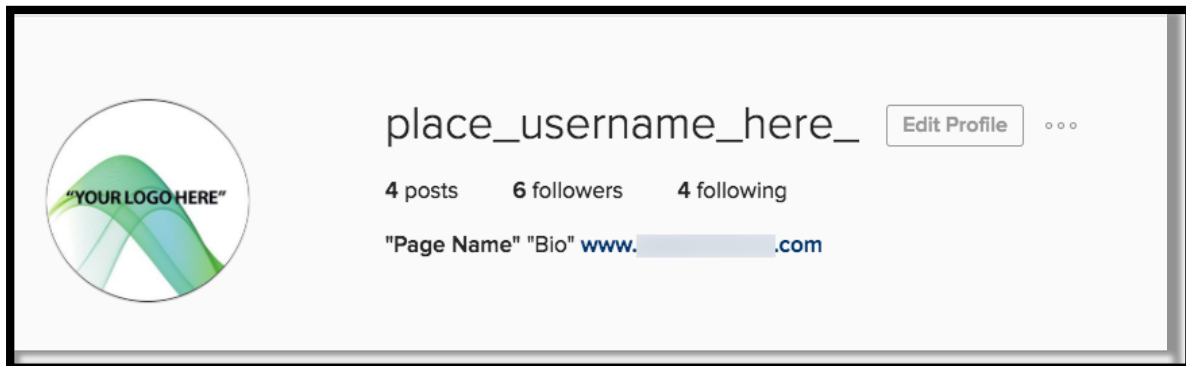 "YOUR LOGO HERE"
place_username_here_ Edit Profile
4 posts 6 followers 4 following
"Page Name" "Bio" www. .com